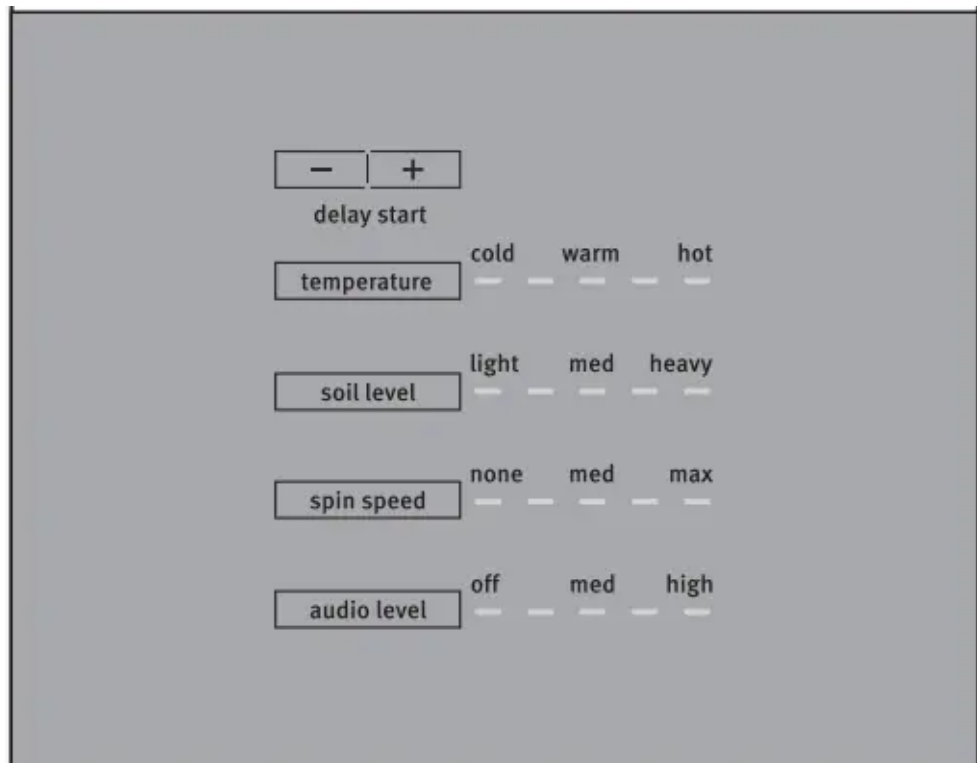 − +
delay start
cold warm hot
temperature
light med heavy
soil level
none med max
spin speed
off med high
audio level